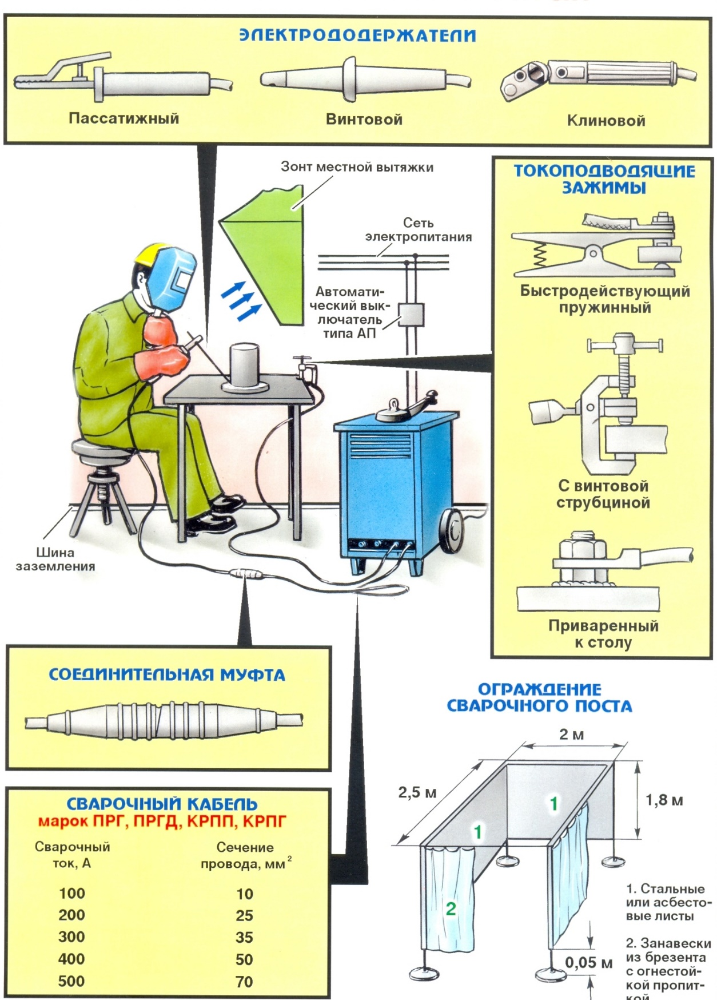 ЭЛЕКТРОДОДЕРЖАТЕЛИ
Пассатижный
Винтовой
Клиновой
Зонт местной вытяжки
Сеть
электропитания
Автомати-
ческий вык-
лючатель
типа АП
Шина
заземления
ТОКОПОДВОДЯЩИЕ
ЗАЖИМЫ
Быстродействующий
пружинный
С винтовой
струбциной
Приваренный
к столу
СОЕДИНИТЕЛЬНАЯ МУФТА
СВАРОЧНЫЙ КАБЕЛЬ
марок ПРГ, ПРГД, КРПП, КРПГ
Сварочный Сечение
ток, А провода, мм²
100 10
200 25
300 35
400 50
500 70
ОГРАЖДЕНИЕ
СВАРОЧНОГО ПОСТА
2 м
2,5 м
1,8 м
1
1
2
0,05 м
1. Стальные
или асбесто-
вые листы
2. Занавески
из брезента
с огнестой-
кой пропит-
кой